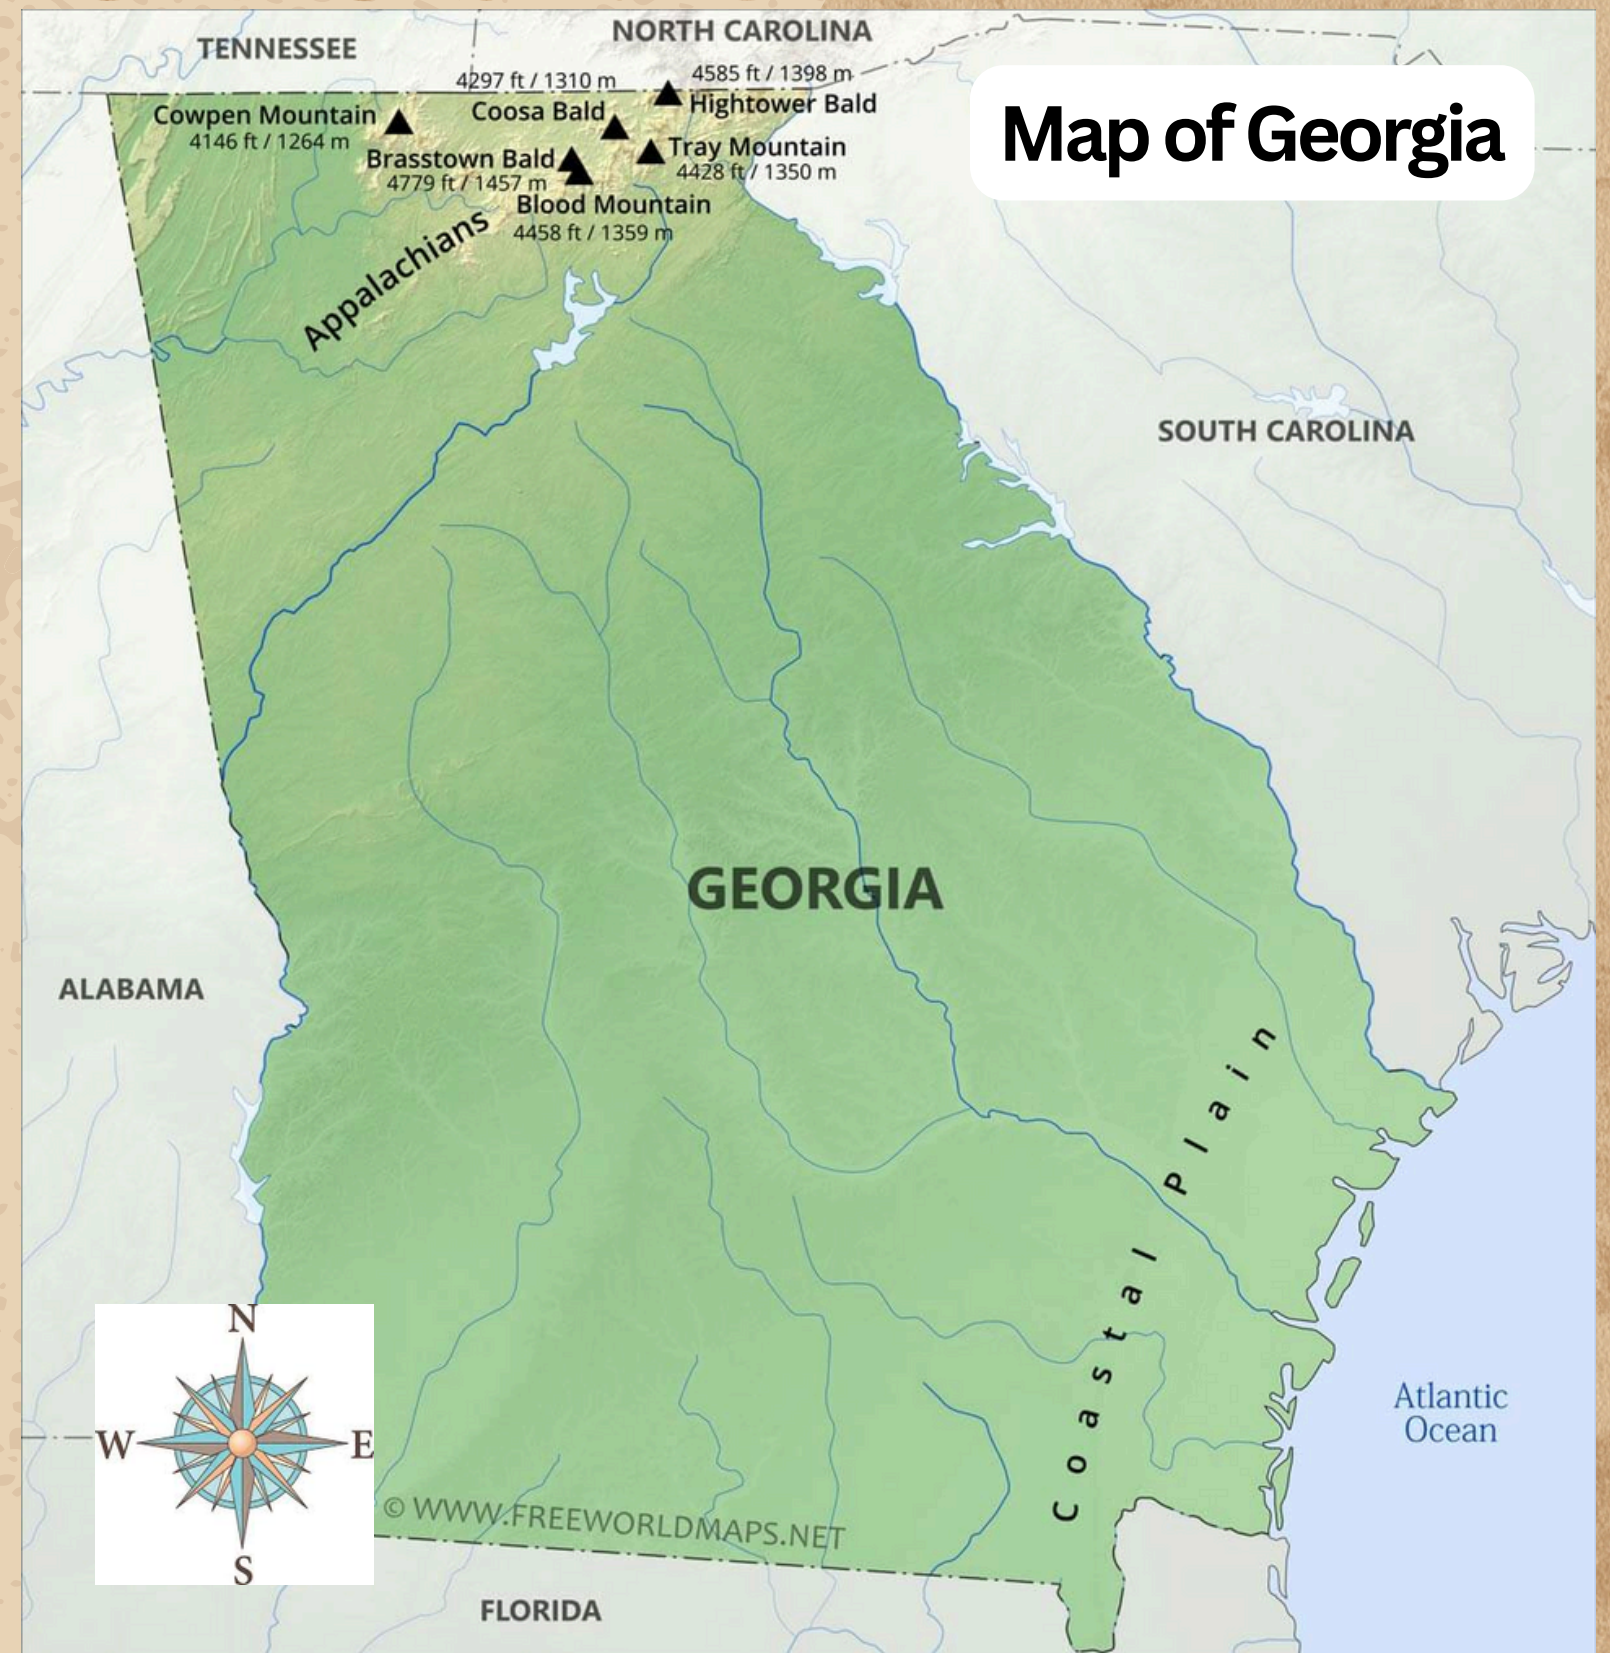 NORTH CAROLINA
TENNESSEE
4297 ft / 1310 m
4585 ft / 1398 m
Coosa Bald
Hightower Bald
Cowpen Mountain
4146 ft / 1264 m
Map of Georgia
Brasstown Bald
4779 ft / 1457 m
Tray Mountain
4428 ft / 1350 m
Blood Mountain
4458 ft / 1359 m
Appalachians
SOUTH CAROLINA
GEORGIA
ALABAMA
Coastal Plain
Atlantic
Ocean
N
W
E
S
© WWW.FREEWORLDMAPS.NET
FLORIDA